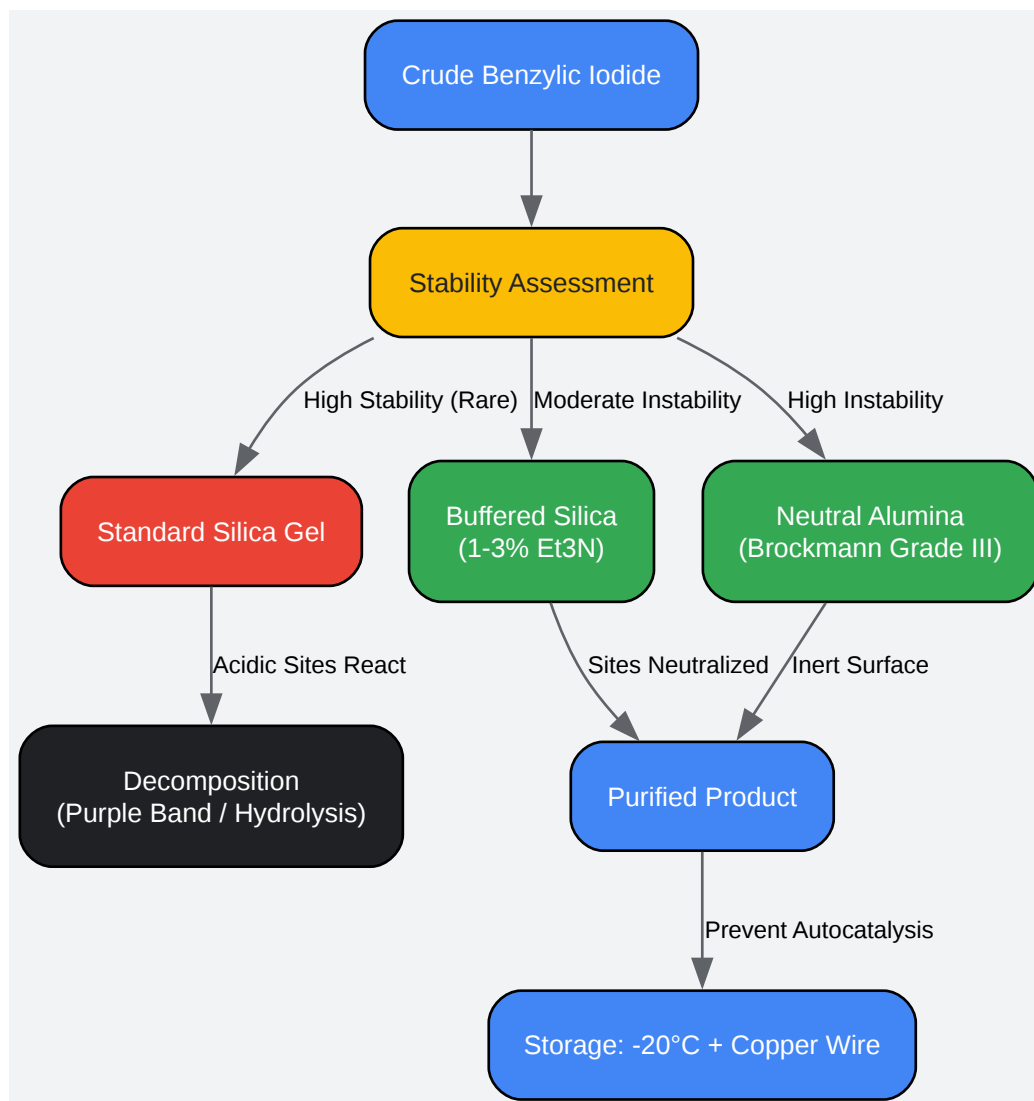 Crude Benzylic Iodide
Stability Assessment
High Stability (Rare)
Moderate Instability
High Instability
Standard Silica Gel
Buffered Silica
(1-3% Et3N)
Neutral Alumina
(Brockmann Grade III)
Acidic Sites React
Sites Neutralized
Inert Surface
Decomposition
(Purple Band / Hydrolysis)
Purified Product
Prevent Autocatalysis
Storage: -20°C + Copper Wire